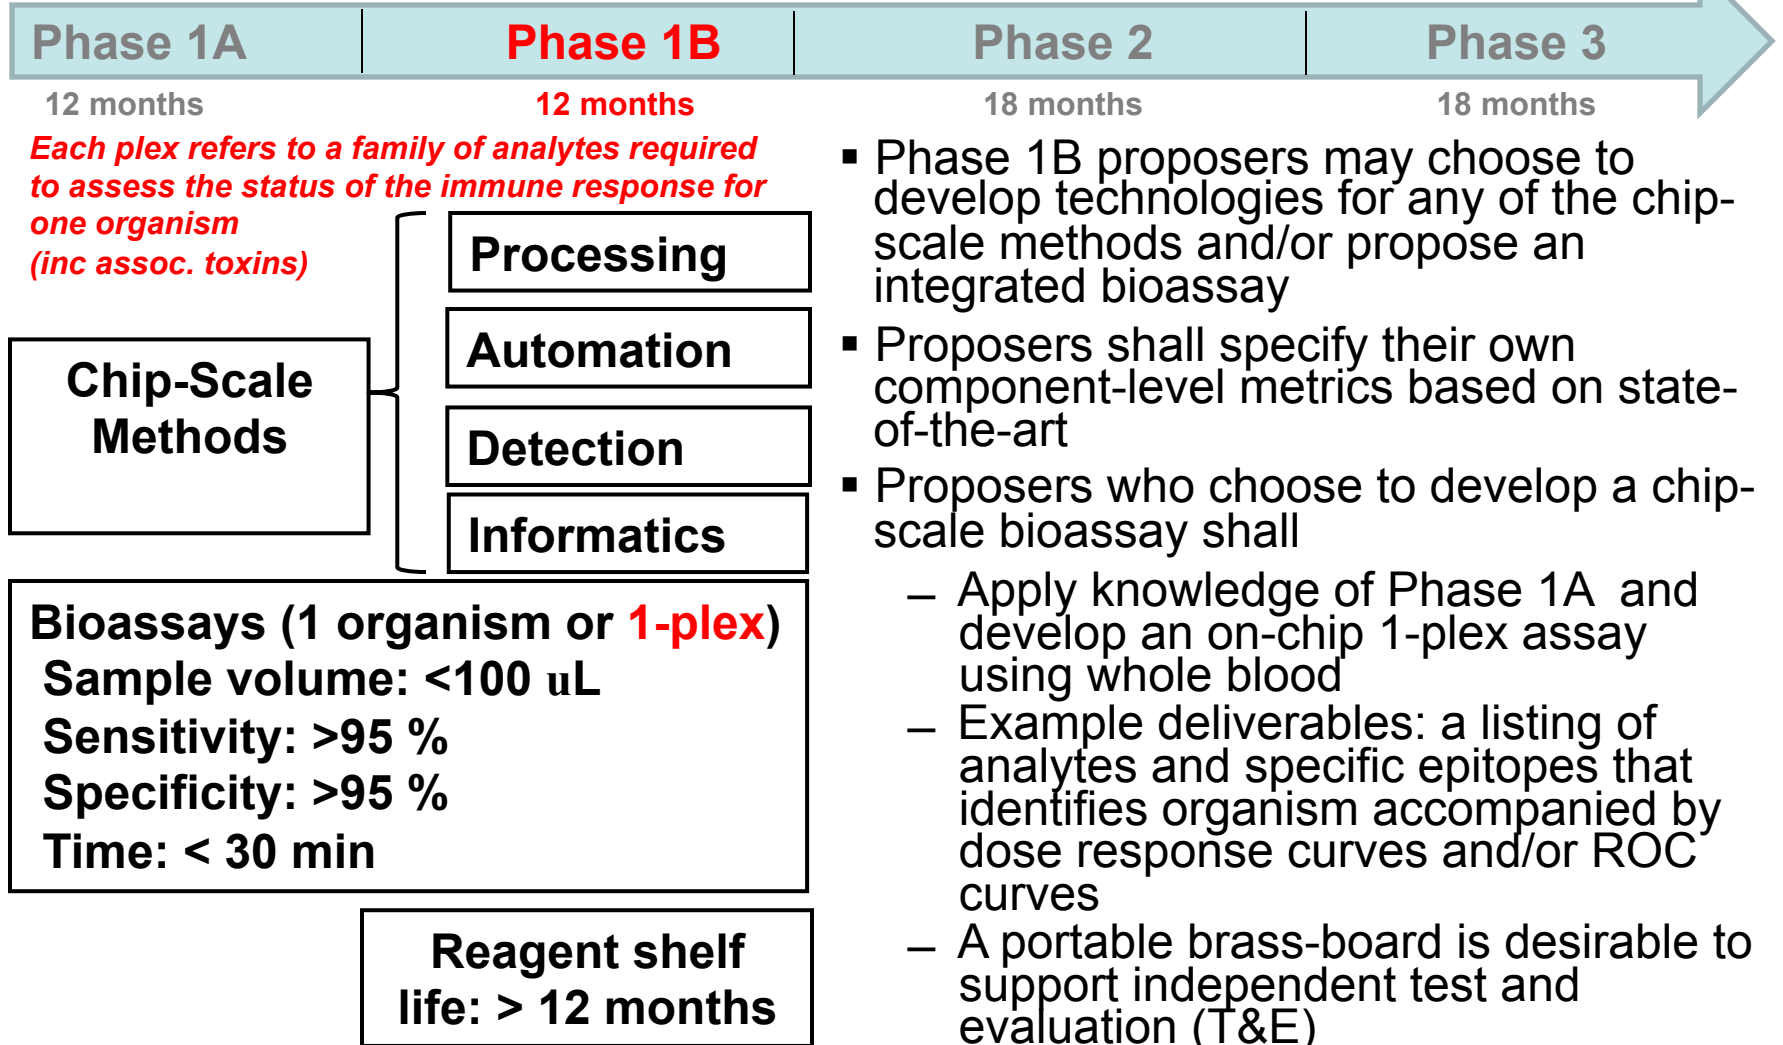 Phase 1A
Phase 1B
Phase 2
Phase 3
12 months
12 months
18 months
18 months
Each plex refers to a family of analytes required
to assess the status of the immune response for
one organism
(inc assoc. toxins)
Chip-Scale
Methods
Processing
Automation
Detection
Informatics
Bioassays (1 organism or 1-plex)
Sample volume: <100 uL
Sensitivity: >95 %
Specificity: >95 %
Time: < 30 min
Reagent shelf
life: > 12 months
▪ Phase 1B proposers may choose to
develop technologies for any of the chip-
scale methods and/or propose an
integrated bioassay
▪ Proposers shall specify their own
component-level metrics based on state-
of-the-art
▪ Proposers who choose to develop a chip-
scale bioassay shall
– Apply knowledge of Phase 1A and
develop an on-chip 1-plex assay
using whole blood
– Example deliverables: a listing of
analytes and specific epitopes that
identifies organism accompanied by
dose response curves and/or ROC
curves
– A portable brass-board is desirable to
support independent test and
evaluation (T&E)